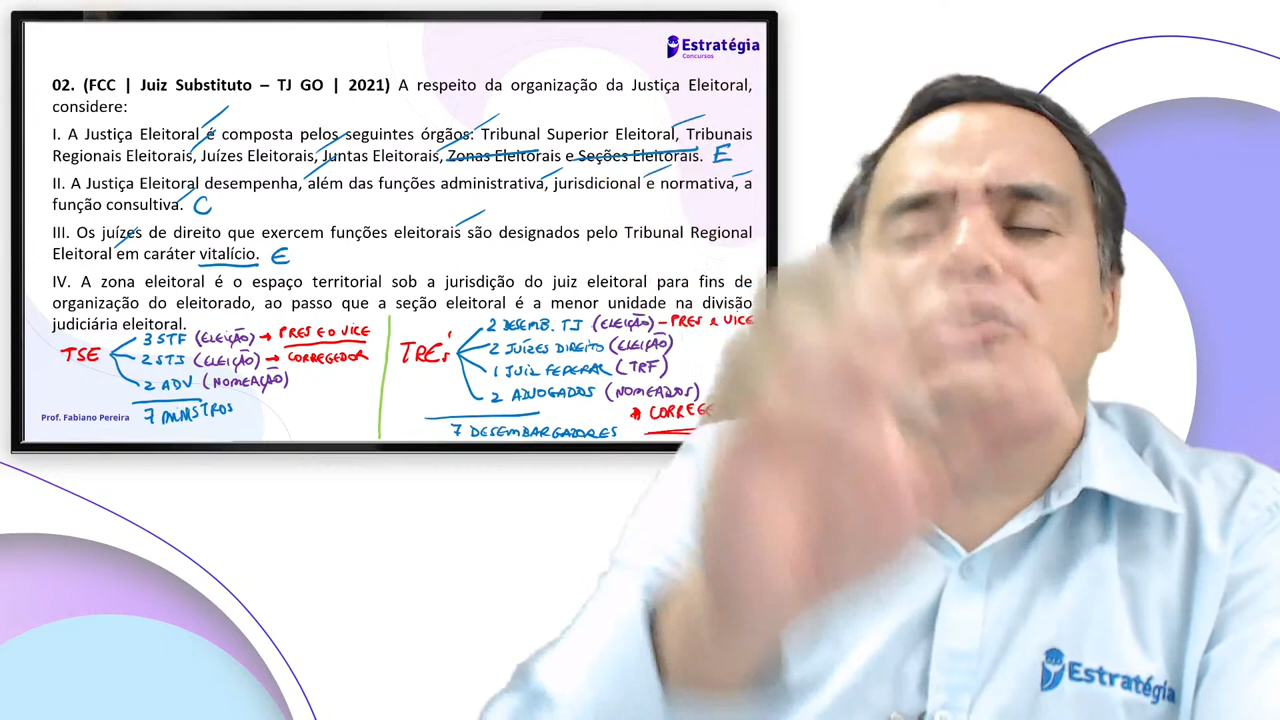 Estratégia
Concursos
02. (FCC | Juiz Substituto – TJ GO | 2021) A respeito da organização da Justiça Eleitoral,
considere:
I. A Justiça Eleitoral é composta pelos seguintes órgãos: Tribunal Superior Eleitoral, Tribunais
Regionais Eleitorais, Juízes Eleitorais, Juntas Eleitorais, Zonas Eleitorais e Seções Eleitorais. E
II. A Justiça Eleitoral desempenha, além das funções administrativa, jurisdicional e normativa, a
função consultiva. C
III. Os juízes de direito que exercem funções eleitorais são designados pelo Tribunal Regional
Eleitoral em caráter vitalício. E
IV. A zona eleitoral é o espaço territorial sob a jurisdição do juiz eleitoral para fins de
organização do eleitorado, ao passo que a seção eleitoral é a menor unidade na divisão
judiciária eleitoral.
TSE
3 STF (ELEIÇÃO) → PRES E O VICE
2 STJ (ELEIÇÃO) → CORREGEDOR
2 ADV (NOMEAÇÃO)
7 MINISTROS
TRE's
2 DESEMB. TJ (ELEIÇÃO) – PRES e VICE
2 JUÍZES DIREITO (ELEIÇÃO)
1 JUIZ FEDERAL (TRF)
2 ADVOGADOS (NOMEADOS)
* CORREGE
7 DESEMBARGADORES
Prof. Fabiano Pereira
Estratégia